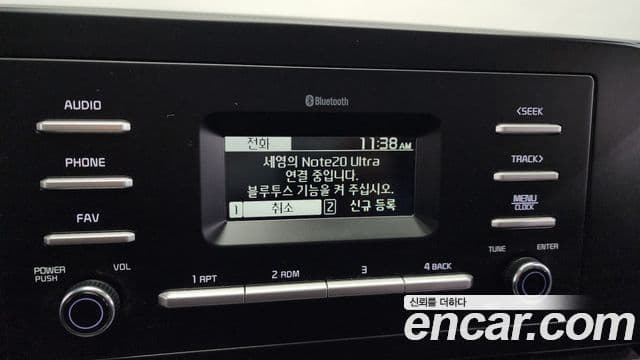 Bluetooth
AUDIO
PHONE
FAV
POWER
PUSH
VOL
전화
11:38 AM
세영의 Note20 Ultra
연결 중입니다.
블루투스 기능을 켜 주십시오.
1 취소
2 신규 등록
<SEEK
TRACK>
MENU
CLOCK
TUNE
ENTER
1 RPT
2 RDM
3
4 BACK
신뢰를 더하다
encar.com